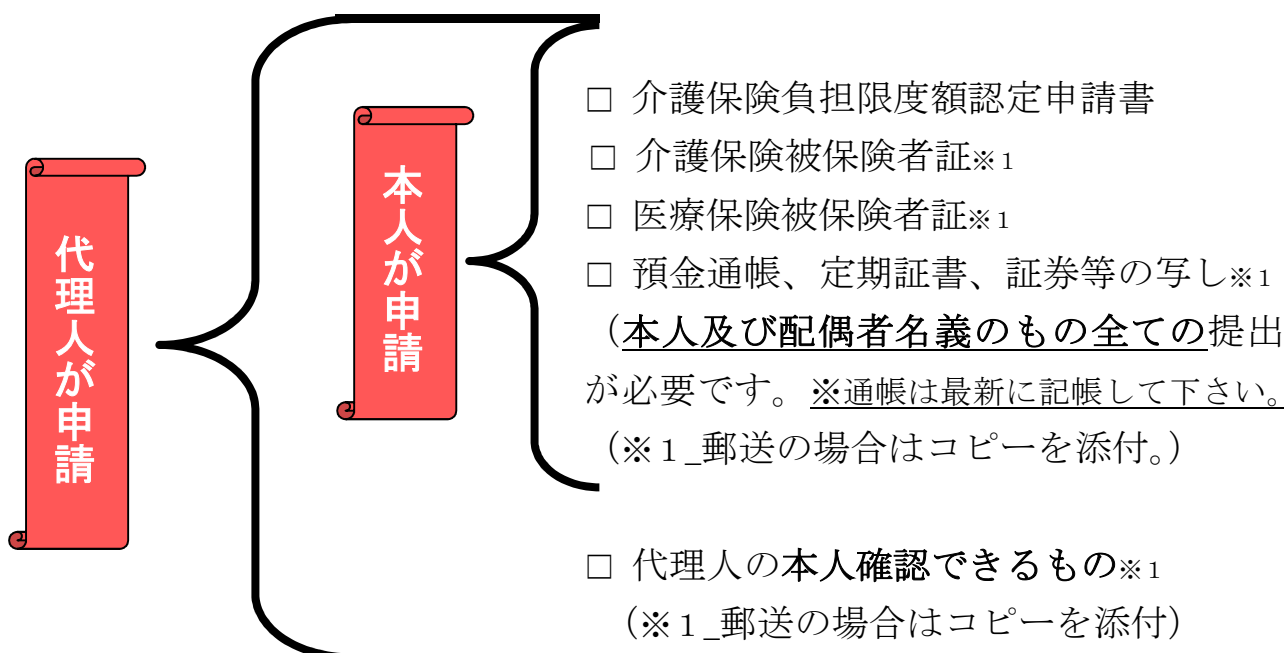 代理人が申請
本人が申請
□ 介護保険負担限度額認定申請書
□ 介護保険被保険者証※1
□ 医療保険被保険者証※1
□ 預金通帳、定期証書、証券等の写し※1
（本人及び配偶者名義のもの全ての提出
が必要です。※通帳は最新に記帳して下さい。
（※１_郵送の場合はコピーを添付。）
□ 代理人の本人確認できるもの※1
（※１_郵送の場合はコピーを添付）